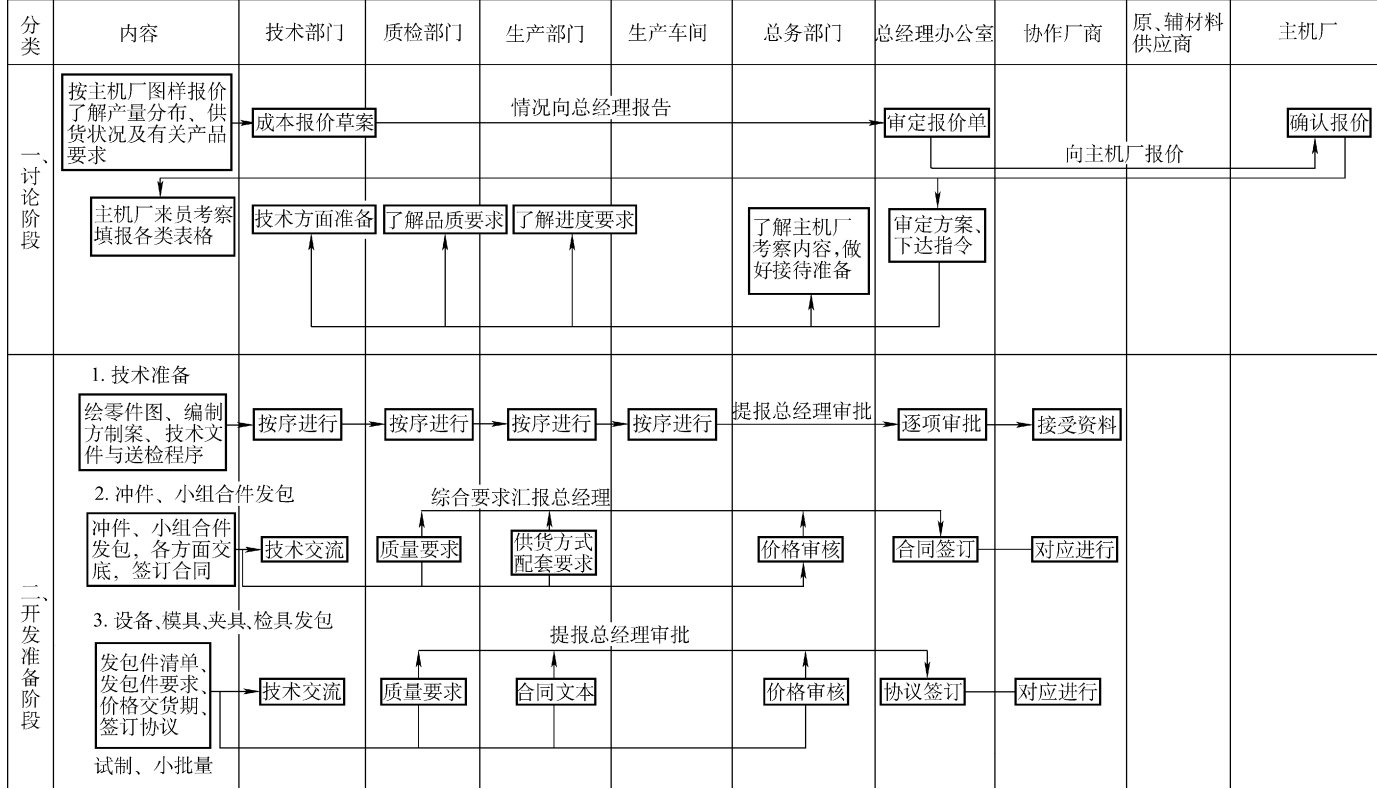 分类
内容
技术部门
质检部门
生产部门
生产车间
总务部门
总经理办公室
协作厂商
原、辅材料
供应商
主机厂
一、讨论阶段
按主机厂图样报价
了解产量分布、供
货状况及有关产品
要求
成本报价草案
情况向总经理报告
审定报价单
确认报价
向主机厂报价
主机厂来员考察
填报各类表格
技术方面准备
了解品质要求
了解进度要求
了解主机厂
考察内容,做
好接待准备
审定方案、
下达指令
二、开发准备阶段
1. 技术准备
绘零件图、编制
方制案、技术文
件与送检程序
按序进行
按序进行
按序进行
按序进行
提报总经理审批
逐项审批
接受资料
2. 冲件、小组合件发包
综合要求汇报总经理
冲件、小组合件
发包，各方面交
底，签订合同
技术交流
质量要求
供货方式
配套要求
价格审核
合同签订
对应进行
3. 设备、模具、夹具、检具发包
提报总经理审批
发包件清单、
发包件要求、
价格交货期、
签订协议
技术交流
质量要求
合同文本
价格审核
协议签订
对应进行
试制、小批量